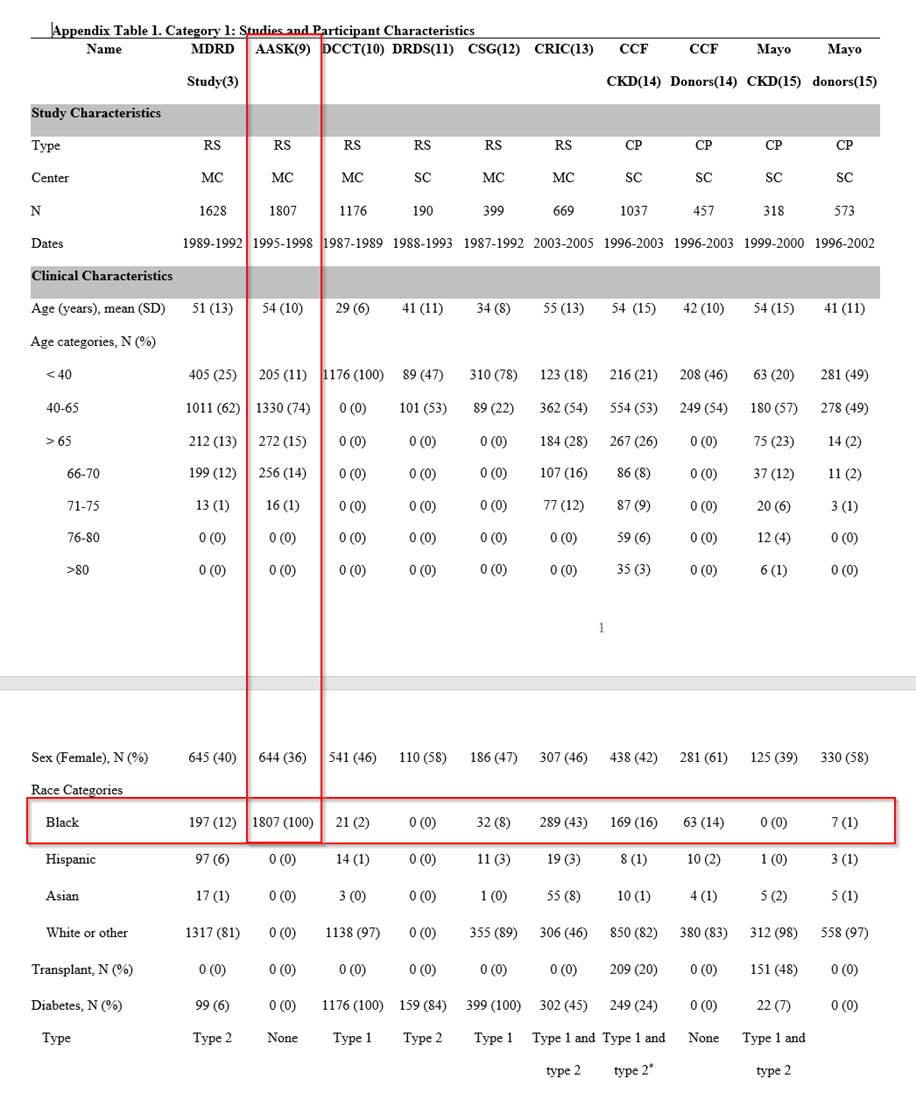 Appendix Table 1. Category 1: Studies and Participant Characteristics
Name MDRD AASK(9) DCCT(10) DRDS(11) CSG(12) CRIC(13) CCF CCF Mayo Mayo
Study(3) CKD(14) Donors(14) CKD(15) donors(15)
Study Characteristics
Type RS RS RS RS RS RS CP CP CP CP
Center MC MC MC SC MC MC SC SC SC SC
N 1628 1807 1176 190 399 669 1037 457 318 573
Dates 1989-1992 1995-1998 1987-1989 1988-1993 1987-1992 2003-2005 1996-2003 1996-2003 1999-2000 1996-2002
Clinical Characteristics
Age (years), mean (SD) 51 (13) 54 (10) 29 (6) 41 (11) 34 (8) 55 (13) 54 (15) 42 (10) 54 (15) 41 (11)
Age categories, N (%)
< 40 405 (25) 205 (11) 1176 (100) 89 (47) 310 (78) 123 (18) 216 (21) 208 (46) 63 (20) 281 (49)
40-65 1011 (62) 1330 (74) 0 (0) 101 (53) 89 (22) 362 (54) 554 (53) 249 (54) 180 (57) 278 (49)
> 65 212 (13) 272 (15) 0 (0) 0 (0) 0 (0) 184 (28) 267 (26) 0 (0) 75 (23) 14 (2)
66-70 199 (12) 256 (14) 0 (0) 0 (0) 0 (0) 107 (16) 86 (8) 0 (0) 37 (12) 11 (2)
71-75 13 (1) 16 (1) 0 (0) 0 (0) 0 (0) 77 (12) 87 (9) 0 (0) 20 (6) 3 (1)
76-80 0 (0) 0 (0) 0 (0) 0 (0) 0 (0) 0 (0) 59 (6) 0 (0) 12 (4) 0 (0)
>80 0 (0) 0 (0) 0 (0) 0 (0) 0 (0) 0 (0) 35 (3) 0 (0) 6 (1) 0 (0)
1
Sex (Female), N (%) 645 (40) 644 (36) 541 (46) 110 (58) 186 (47) 307 (46) 438 (42) 281 (61) 125 (39) 330 (58)
Race Categories
Black 197 (12) 1807 (100) 21 (2) 0 (0) 32 (8) 289 (43) 169 (16) 63 (14) 0 (0) 7 (1)
Hispanic 97 (6) 0 (0) 14 (1) 0 (0) 11 (3) 19 (3) 8 (1) 10 (2) 1 (0) 3 (1)
Asian 17 (1) 0 (0) 3 (0) 0 (0) 1 (0) 55 (8) 10 (1) 4 (1) 5 (2) 5 (1)
White or other 1317 (81) 0 (0) 1138 (97) 0 (0) 355 (89) 306 (46) 850 (82) 380 (83) 312 (98) 558 (97)
Transplant, N (%) 0 (0) 0 (0) 0 (0) 0 (0) 0 (0) 0 (0) 209 (20) 0 (0) 151 (48) 0 (0)
Diabetes, N (%) 99 (6) 0 (0) 1176 (100) 159 (84) 399 (100) 302 (45) 249 (24) 0 (0) 22 (7) 0 (0)
Type Type 2 None Type 1 Type 2 Type 1 Type 1 and Type 1 and None Type 1 and
type 2 type 2* type 2